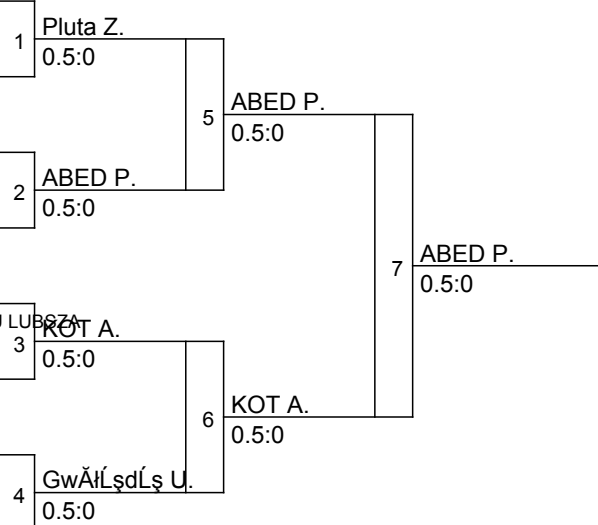 1 Pluta Z.
0.5:0
5 ABED P.
0.5:0
2 ABED P.
0.5:0
7 ABED P.
0.5:0
LUBSZA
3 KOT A.
0.5:0
6 KOT A.
0.5:0
4 GwĂłĹşdĹş U.
0.5:0